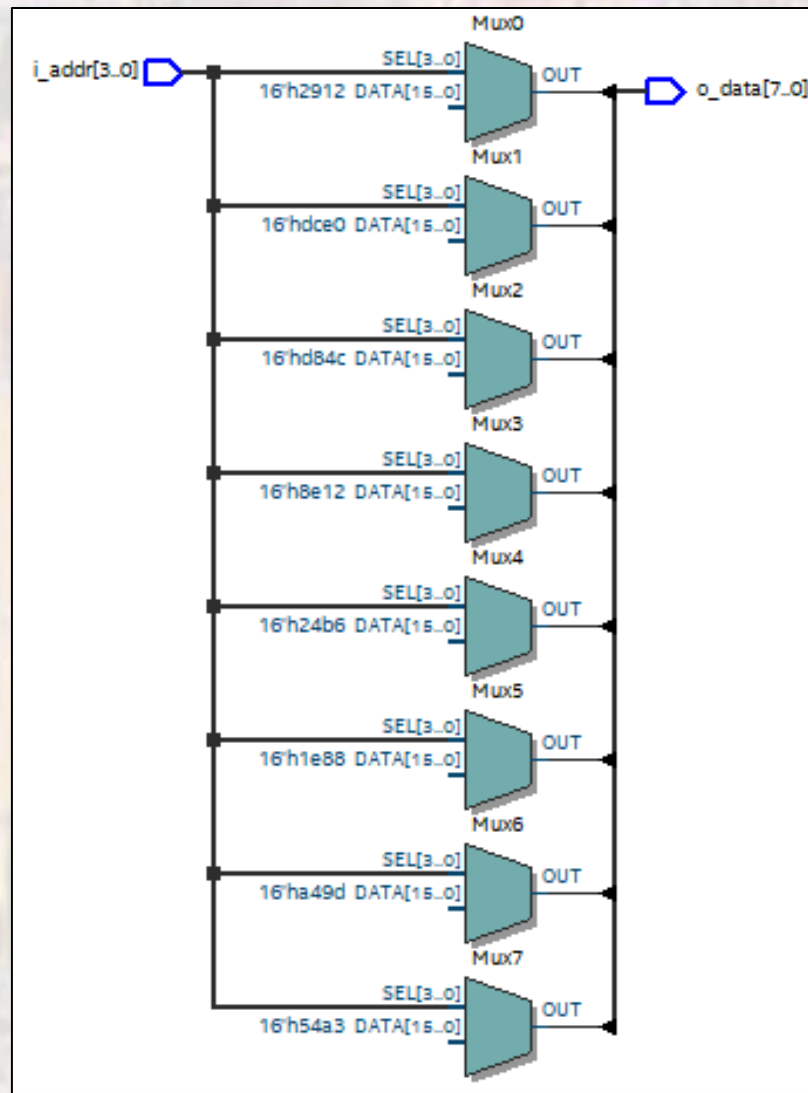 Mux0
i_addr[3..0]
SEL[3..0]
OUT
16'h2912 DATA[15..0]
o_data[7..0]
Mux1
SEL[3..0]
OUT
16'hdce0 DATA[15..0]
Mux2
SEL[3..0]
OUT
16'hd84c DATA[15..0]
Mux3
SEL[3..0]
OUT
16'h8e12 DATA[15..0]
Mux4
SEL[3..0]
OUT
16'h24b6 DATA[15..0]
Mux5
SEL[3..0]
OUT
16'h1e88 DATA[15..0]
Mux6
SEL[3..0]
OUT
16'ha49d DATA[15..0]
Mux7
SEL[3..0]
OUT
16'h54a3 DATA[15..0]